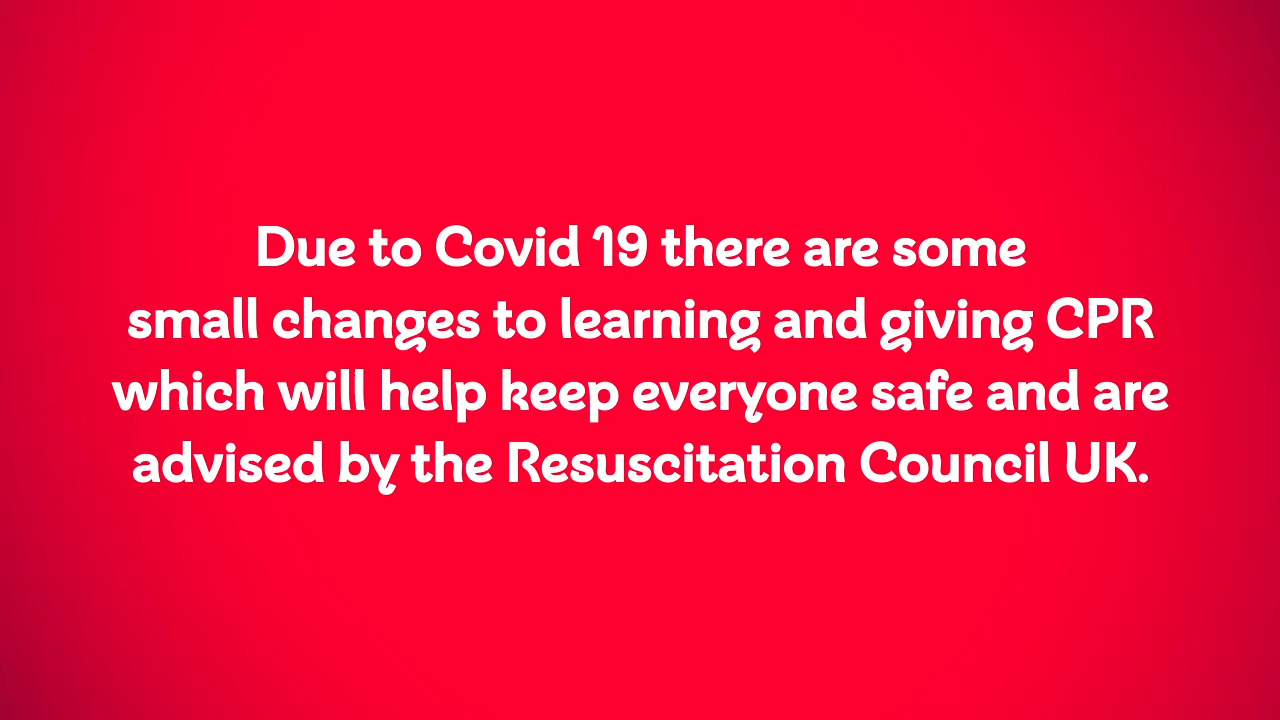 Due to Covid 19 there are some
small changes to learning and giving CPR
which will help keep everyone safe and are
advised by the Resuscitation Council UK.